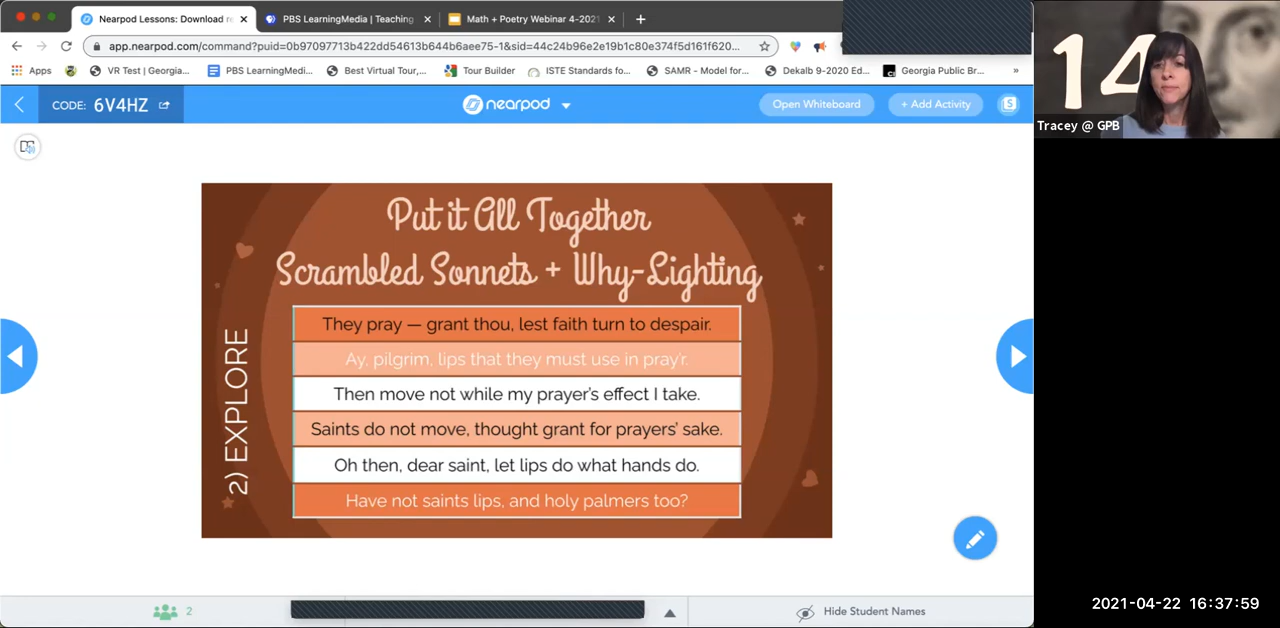 Nearpod Lessons: Download re
PBS LearningMedia | Teaching
Math + Poetry Webinar 4-2021
app.nearpod.com/command?puid=0b97097713b422dd54613b644b6aee75-1&sid=44c24b96e2e19b1c80e374f5d161f620...
Apps
VR Test | Georgia...
PBS LearningMedi...
Best Virtual Tour,...
Tour Builder
ISTE Standards fo...
SAMR - Model for...
Dekalb 9-2020 Ed...
Georgia Public Br...
»
CODE: 6V4HZ
nearpod
Open Whiteboard
+ Add Activity
S
14
Tracey @ GPB
Put it All Together
Scrambled Sonnets + Why-Lighting
2) EXPLORE
They pray — grant thou, lest faith turn to despair.
Ay, pilgrim, lips that they must use in pray'r.
Then move not while my prayer's effect I take.
Saints do not move, thought grant for prayers' sake.
Oh then, dear saint, let lips do what hands do.
Have not saints lips, and holy palmers too?
2
Hide Student Names
2021-04-22 16:37:59